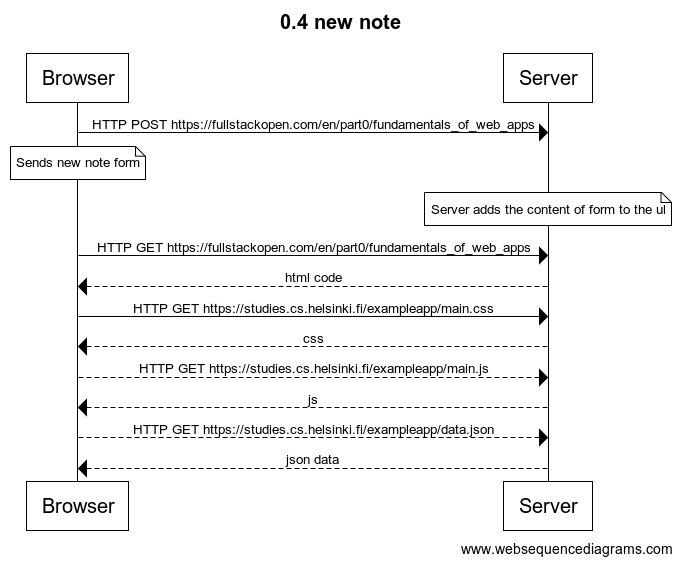 0.4 new note
Browser
Server
HTTP POST https://fullstackopen.com/en/part0/fundamentals_of_web_apps
Sends new note form
Server adds the content of form to the ul
HTTP GET https://fullstackopen.com/en/part0/fundamentals_of_web_apps
html code
HTTP GET https://studies.cs.helsinki.fi/exampleapp/main.css
css
HTTP GET https://studies.cs.helsinki.fi/exampleapp/main.js
js
HTTP GET https://studies.cs.helsinki.fi/exampleapp/data.json
json data
Browser
Server
www.websequencediagrams.com